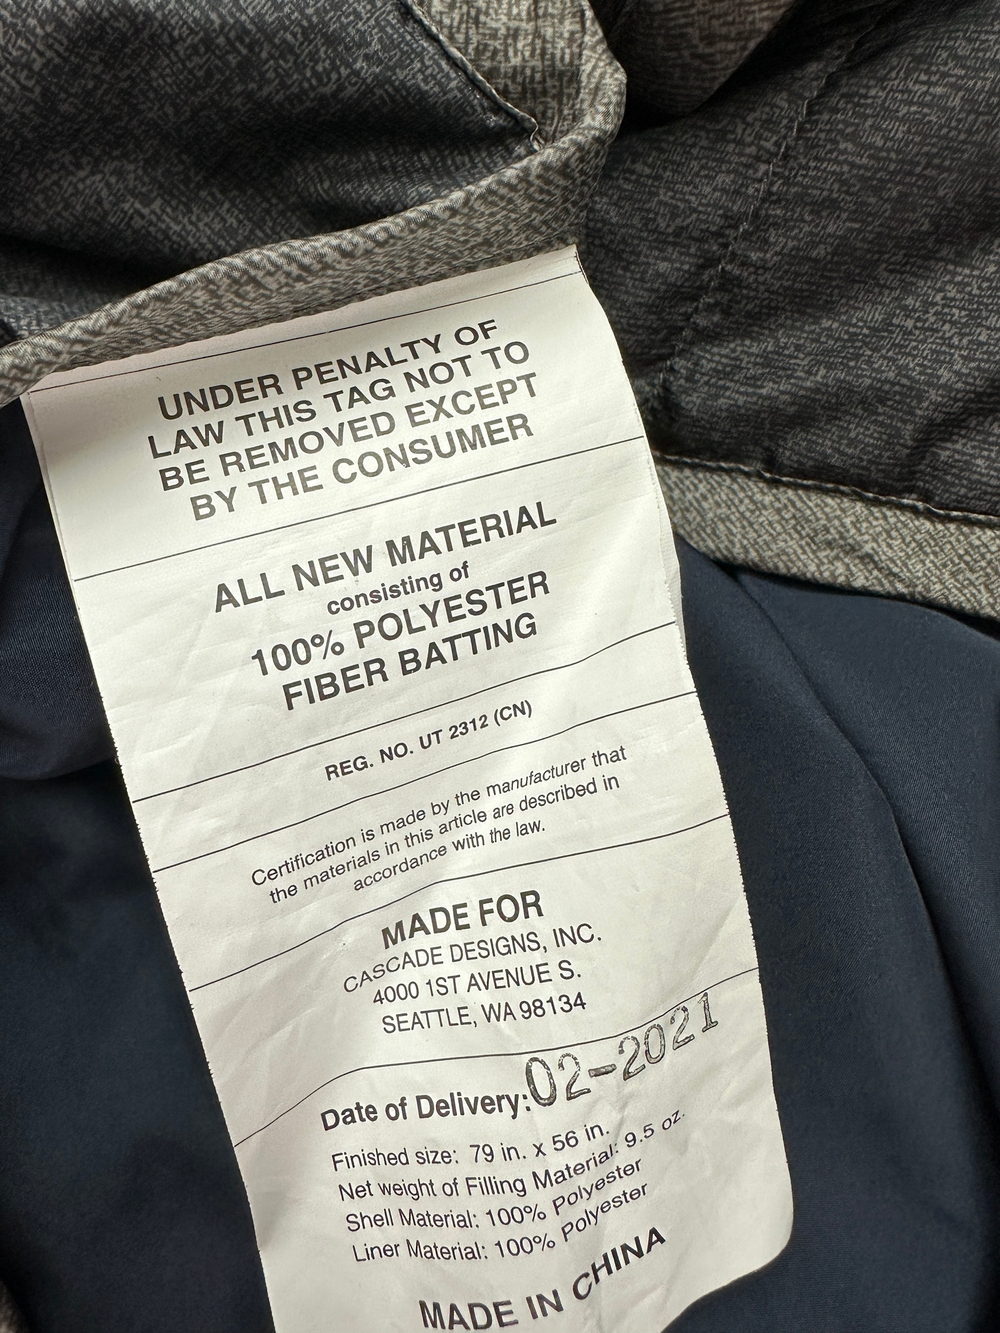 UNDER PENALTY OF
LAW THIS TAG NOT TO
BE REMOVED EXCEPT
BY THE CONSUMER
ALL NEW MATERIAL
consisting of
100% POLYESTER
FIBER BATTING
REG. NO. UT 2312 (CN)
Certification is made by the manufacturer that
the materials in this article are described in
accordance with the law.
MADE FOR
CASCADE DESIGNS, INC.
4000 1ST AVENUE S.
SEATTLE, WA 98134
Date of Delivery: 02-2021
Finished size: 79 in. x 56 in.
Net weight of Filling Material: 9.5 oz.
Shell Material: 100% Polyester
Liner Material: 100% Polyester
MADE IN CHINA